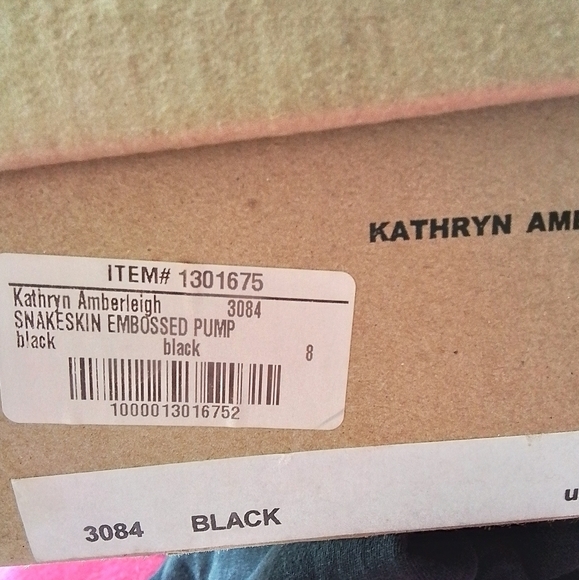 KATHRYN AM
ITEM# 1301675
Kathryn Amberleigh 3084
SNAKESKIN EMBOSSED PUMP
black black 8
1000013016752
3084 BLACK